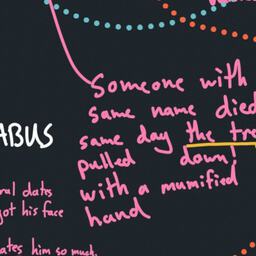 Someone with
same name died
same day the tre
pulled down!
with a mumified
hand
ABUS
ral dates
got his face
ates him so much.